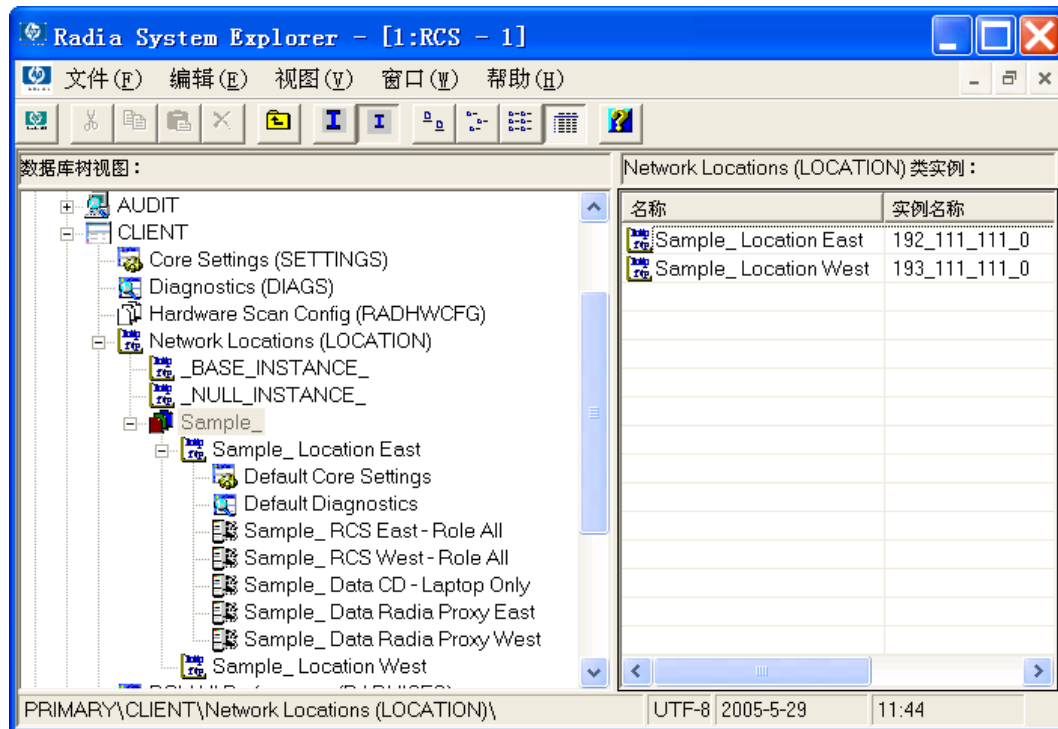 Radia System Explorer - [1:RCS - 1]
文件(F) 编辑(E) 视图(V) 窗口(W) 帮助(H)
数据库树视图：
Network Locations (LOCATION) 类实例：
AUDIT
CLIENT
Core Settings (SETTINGS)
Diagnostics (DIAGS)
Hardware Scan Config (RADHWCFG)
Network Locations (LOCATION)
_BASE_INSTANCE_
_NULL_INSTANCE_
Sample_
Sample_ Location East
Default Core Settings
Default Diagnostics
Sample_ RCS East - Role All
Sample_ RCS West - Role All
Sample_ Data CD - Laptop Only
Sample_ Data Radia Proxy East
Sample_ Data Radia Proxy West
Sample_ Location West
名称 实例名称
Sample_ Location East 192_111_111_0
Sample_ Location West 193_111_111_0
PRIMARY\CLIENT\Network Locations (LOCATION)\ UTF-8 2005-5-29 11:44